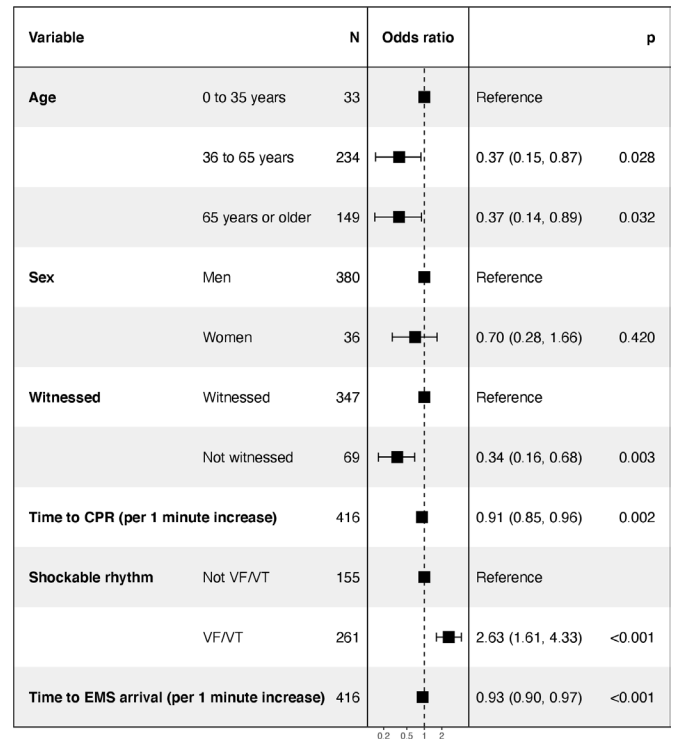 Variable N Odds ratio p
Age 0 to 35 years 33 Reference
36 to 65 years 234 0.37 (0.15, 0.87) 0.028
65 years or older 149 0.37 (0.14, 0.89) 0.032
Sex Men 380 Reference
Women 36 0.70 (0.28, 1.66) 0.420
Witnessed Witnessed 347 Reference
Not witnessed 69 0.34 (0.16, 0.68) 0.003
Time to CPR (per 1 minute increase) 416 0.91 (0.85, 0.96) 0.002
Shockable rhythm Not VF/VT 155 Reference
VF/VT 261 2.63 (1.61, 4.33) <0.001
Time to EMS arrival (per 1 minute increase) 416 0.93 (0.90, 0.97) <0.001
0.2 0.5 1 2